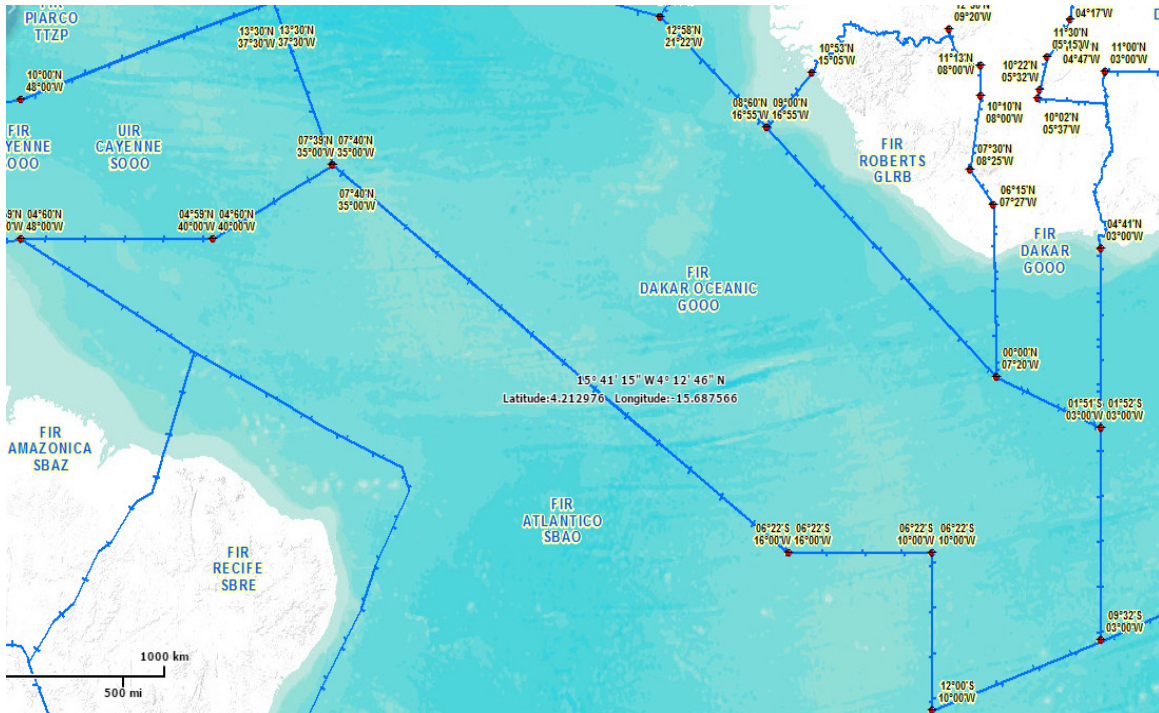 FIR
PIARCO
TTZP
13°30'N
37°30'W
13°30'N
37°30'W
12°58'N
21°22'W
12°30'N
09°20'W
04°17'W
11°30'N
05°15'W
04°47'W
11°00'N
03°00'W
10°53'N
15°05'W
11°13'N
08°00'W
10°22'N
05°32'W
10°00'N
48°00'W
08°60'N
16°55'W
09°00'N
16°55'W
10°10'N
08°00'W
10°02'N
05°37'W
FIR
YENNE
OOO
UIR
CAYENNE
SOOO
07°39'N
35°00'W
07°40'N
35°00'W
07°40'N
35°00'W
FIR
ROBERTS
GLRB
07°30'N
08°25'W
06°15'N
07°27'W
04°60'N
48°00'W
04°59'N
40°00'W
04°60'N
40°00'W
04°41'N
03°00'W
FIR
DAKAR
GOOO
FIR
DAKAR OCEANIC
GOOO
15° 41' 15" W 4° 12' 46" N
Latitude:4.212976 Longitude:-15.687566
00°00'N
07°20'W
01°51'S
03°00'W
01°52'S
03°00'W
FIR
AMAZONICA
SBAZ
FIR
ATLANTICO
SBAO
06°22'S
16°00'W
06°22'S
16°00'W
06°22'S
10°00'W
06°22'S
10°00'W
FIR
RECIFE
SBRE
09°32'S
03°00'W
1000 km
500 mi
12°00'S
10°00'W